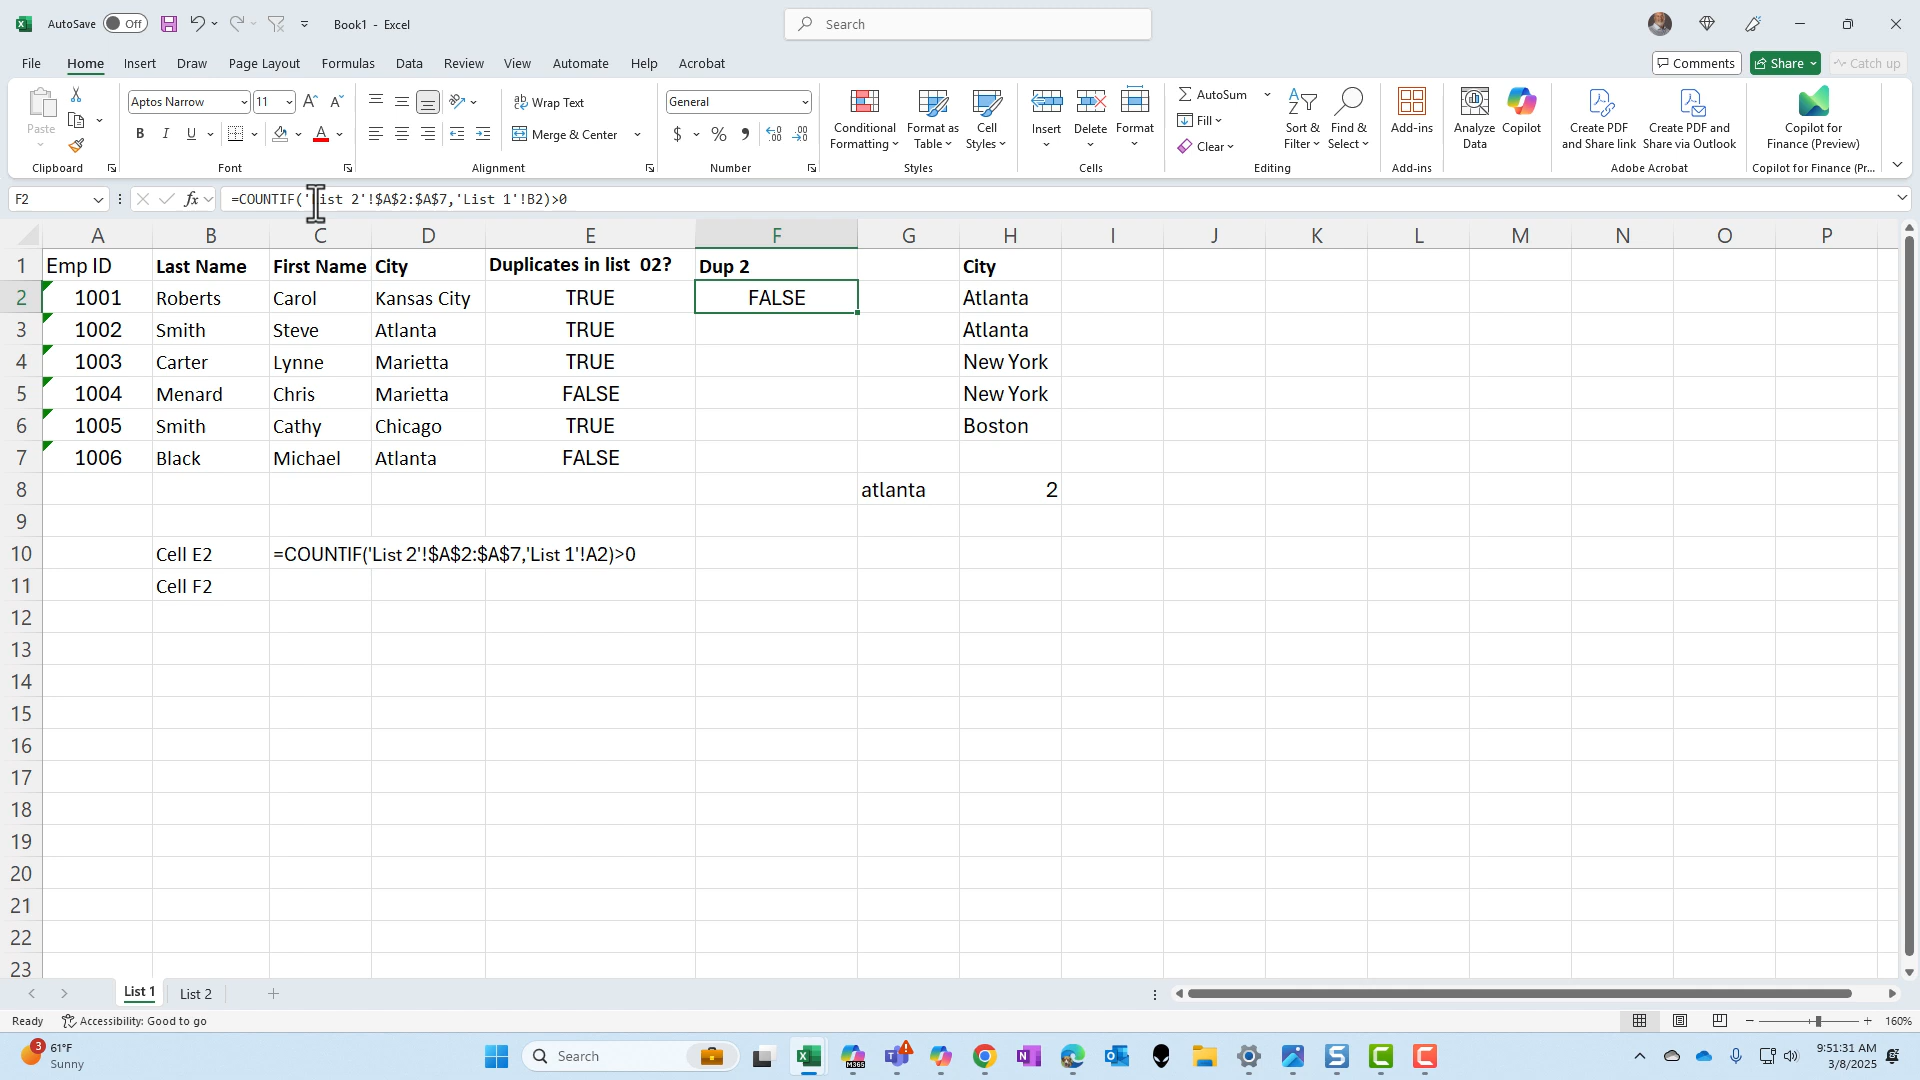 AutoSave Off Book1 - Excel Search
File Home Insert Draw Page Layout Formulas Data Review View Automate Help Acrobat Comments Share Catch up
Paste
Clipboard
Aptos Narrow 11
B I U
Font
Wrap Text
Merge & Center
Alignment
General
$ % ,
Number
Conditional Formatting
Format as Table
Cell Styles
Styles
Insert Delete Format
Cells
AutoSum
Fill
Clear
Sort & Filter
Find & Select
Editing
Add-ins
Add-ins
Analyze Data
Copilot
Create PDF and Share link
Create PDF and Share via Outlook
Adobe Acrobat
Copilot for Finance (Preview)
Copilot for Finance (Pr...
F2 fx =COUNTIF('List 2'!$A$2:$A$7,'List 1'!B2)>0
A B C D E F G H I J K L M N O P
1 Emp ID Last Name First Name City Duplicates in list 02? Dup 2 City
2 1001 Roberts Carol Kansas City TRUE FALSE Atlanta
3 1002 Smith Steve Atlanta TRUE Atlanta
4 1003 Carter Lynne Marietta TRUE New York
5 1004 Menard Chris Marietta FALSE New York
6 1005 Smith Cathy Chicago TRUE Boston
7 1006 Black Michael Atlanta FALSE
8 atlanta 2
9
10 Cell E2 =COUNTIF('List 2'!$A$2:$A$7,'List 1'!A2)>0
11 Cell F2
12
13
14
15
16
17
18
19
20
21
22
23
List 1 List 2
Ready Accessibility: Good to go 160%
3 61°F
Sunny
Search
M365
9:51:31 AM
3/8/2025